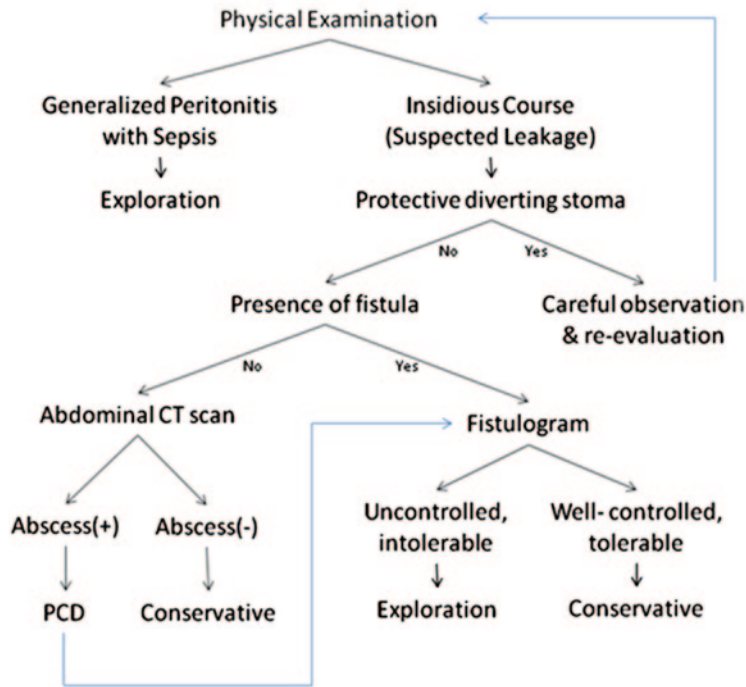 Physical Examination
Generalized Peritonitis
with Sepsis
Insidious Course
(Suspected Leakage)
Exploration
Protective diverting stoma
No
Yes
Presence of fistula
Careful observation
& re-evaluation
No
Yes
Abdominal CT scan
Fistulogram
Abscess(+)
Abscess(-)
Uncontrolled,
intolerable
Well- controlled,
tolerable
PCD
Conservative
Exploration
Conservative